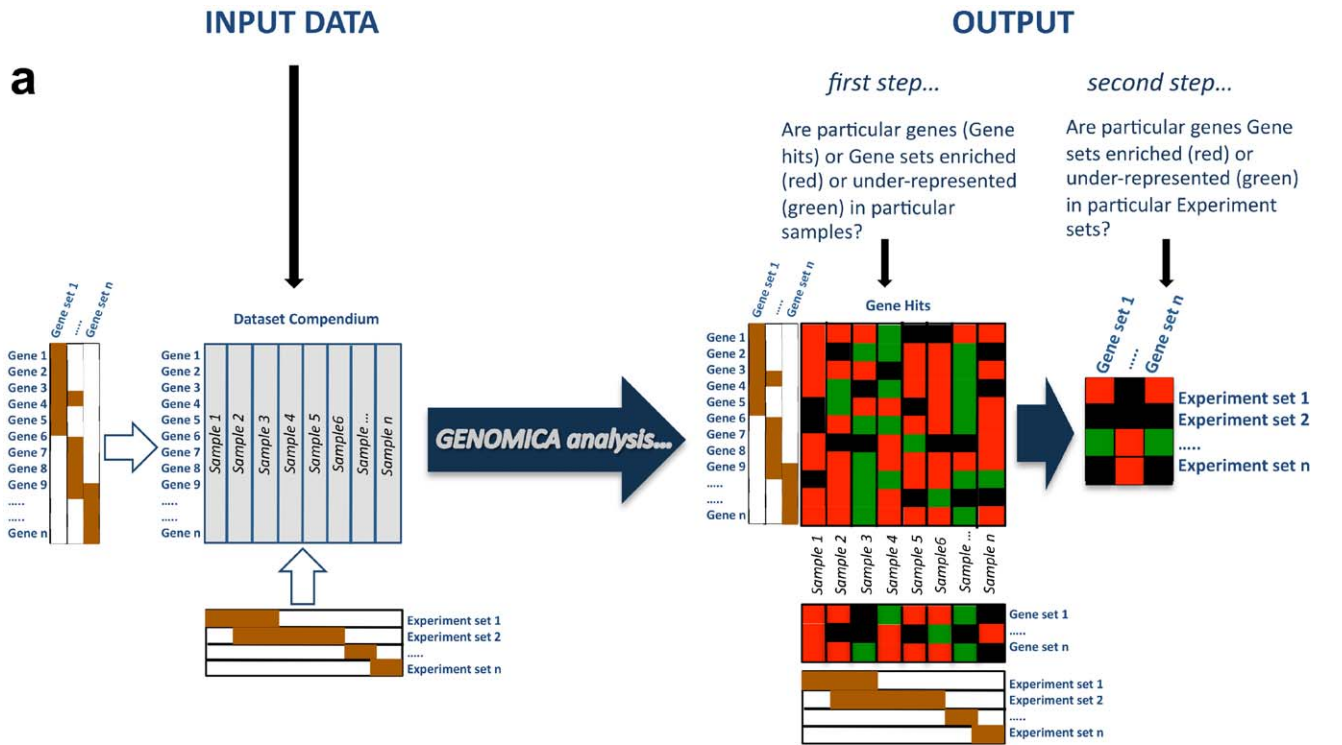 INPUT DATA
OUTPUT
a
first step...
second step...
Are particular genes (Gene
hits) or Gene sets enriched
(red) or under-represented
(green) in particular
samples?
Are particular genes Gene
sets enriched (red) or
under-represented (green)
in particular Experiment
sets?
Gene set 1
.....
Gene set n
Dataset Compendium
Gene 1
Gene 2
Gene 3
Gene 4
Gene 5
Gene 6
Gene 7
Gene 8
Gene 9
.....
.....
Gene n
Gene 1
Gene 2
Gene 3
Gene 4
Gene 5
Gene 6
Gene 7
Gene 8
Gene 9
.....
.....
Gene n
Sample 1
Sample 2
Sample 3
Sample 4
Sample 5
Sample6
Sample ...
Sample n
Experiment set 1
Experiment set 2
.....
Experiment set n
GENOMICA analysis...
Gene set 1
.....
Gene set n
Gene Hits
Gene 1
Gene 2
Gene 3
Gene 4
Gene 5
Gene 6
Gene 7
Gene 8
Gene 9
.....
.....
Gene n
Sample 1
Sample 2
Sample 3
Sample 4
Sample 5
Sample6
Sample ...
Sample n
Gene set 1
.....
Gene set n
Experiment set 1
Experiment set 2
.....
Experiment set n
Gene set 1
.....
Gene set n
Experiment set 1
Experiment set 2
.....
Experiment set n